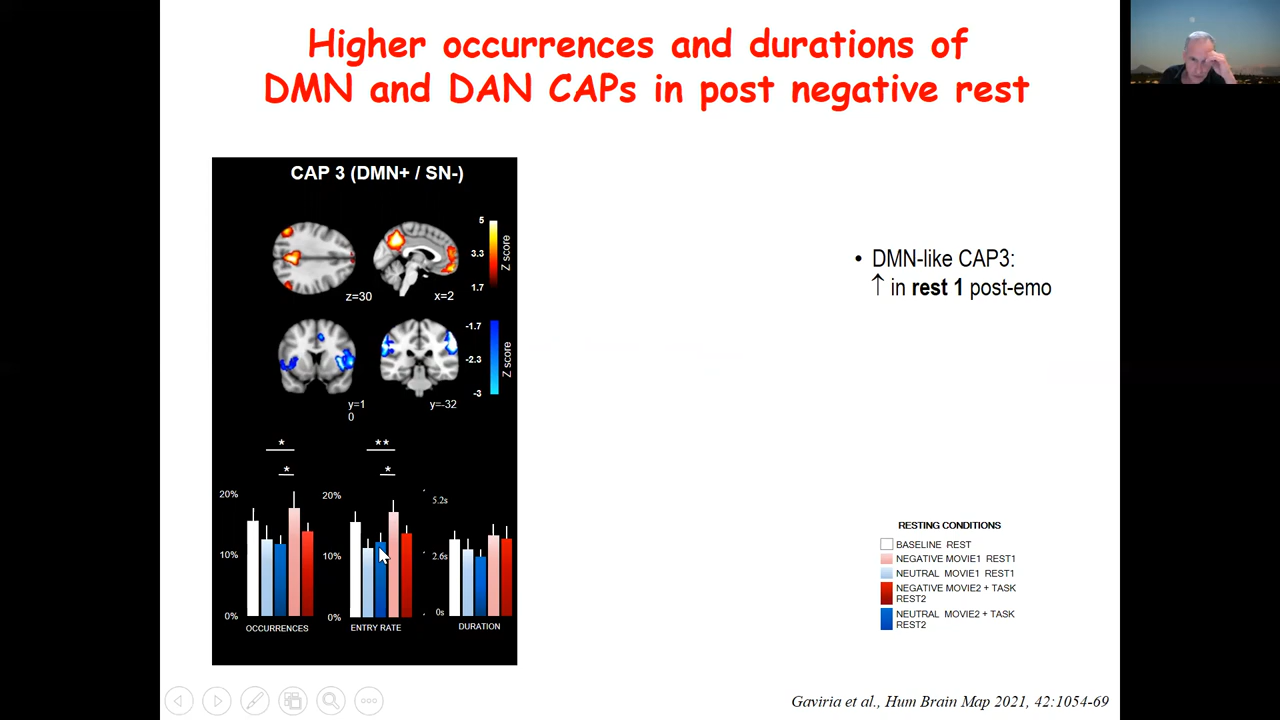 Higher occurrences and durations of
DMN and DAN CAPs in post negative rest
CAP 3 (DMN+ / SN-)
5
3.3
1.7
Z score
z=30
x=2
-1.7
-2.3
-3
Z score
y=1
0
y=-32
*
**
*
*
20%
10%
0%
OCCURRENCES
20%
10%
0%
ENTRY RATE
5.2s
2.6s
0s
DURATION
• DMN-like CAP3:
↑ in rest 1 post-emo
RESTING CONDITIONS
BASELINE REST
NEGATIVE MOVIE1 REST1
NEUTRAL MOVIE1 REST1
NEGATIVE MOVIE2 + TASK
REST2
NEUTRAL MOVIE2 + TASK
REST2
Gaviria et al., Hum Brain Map 2021, 42:1054-69